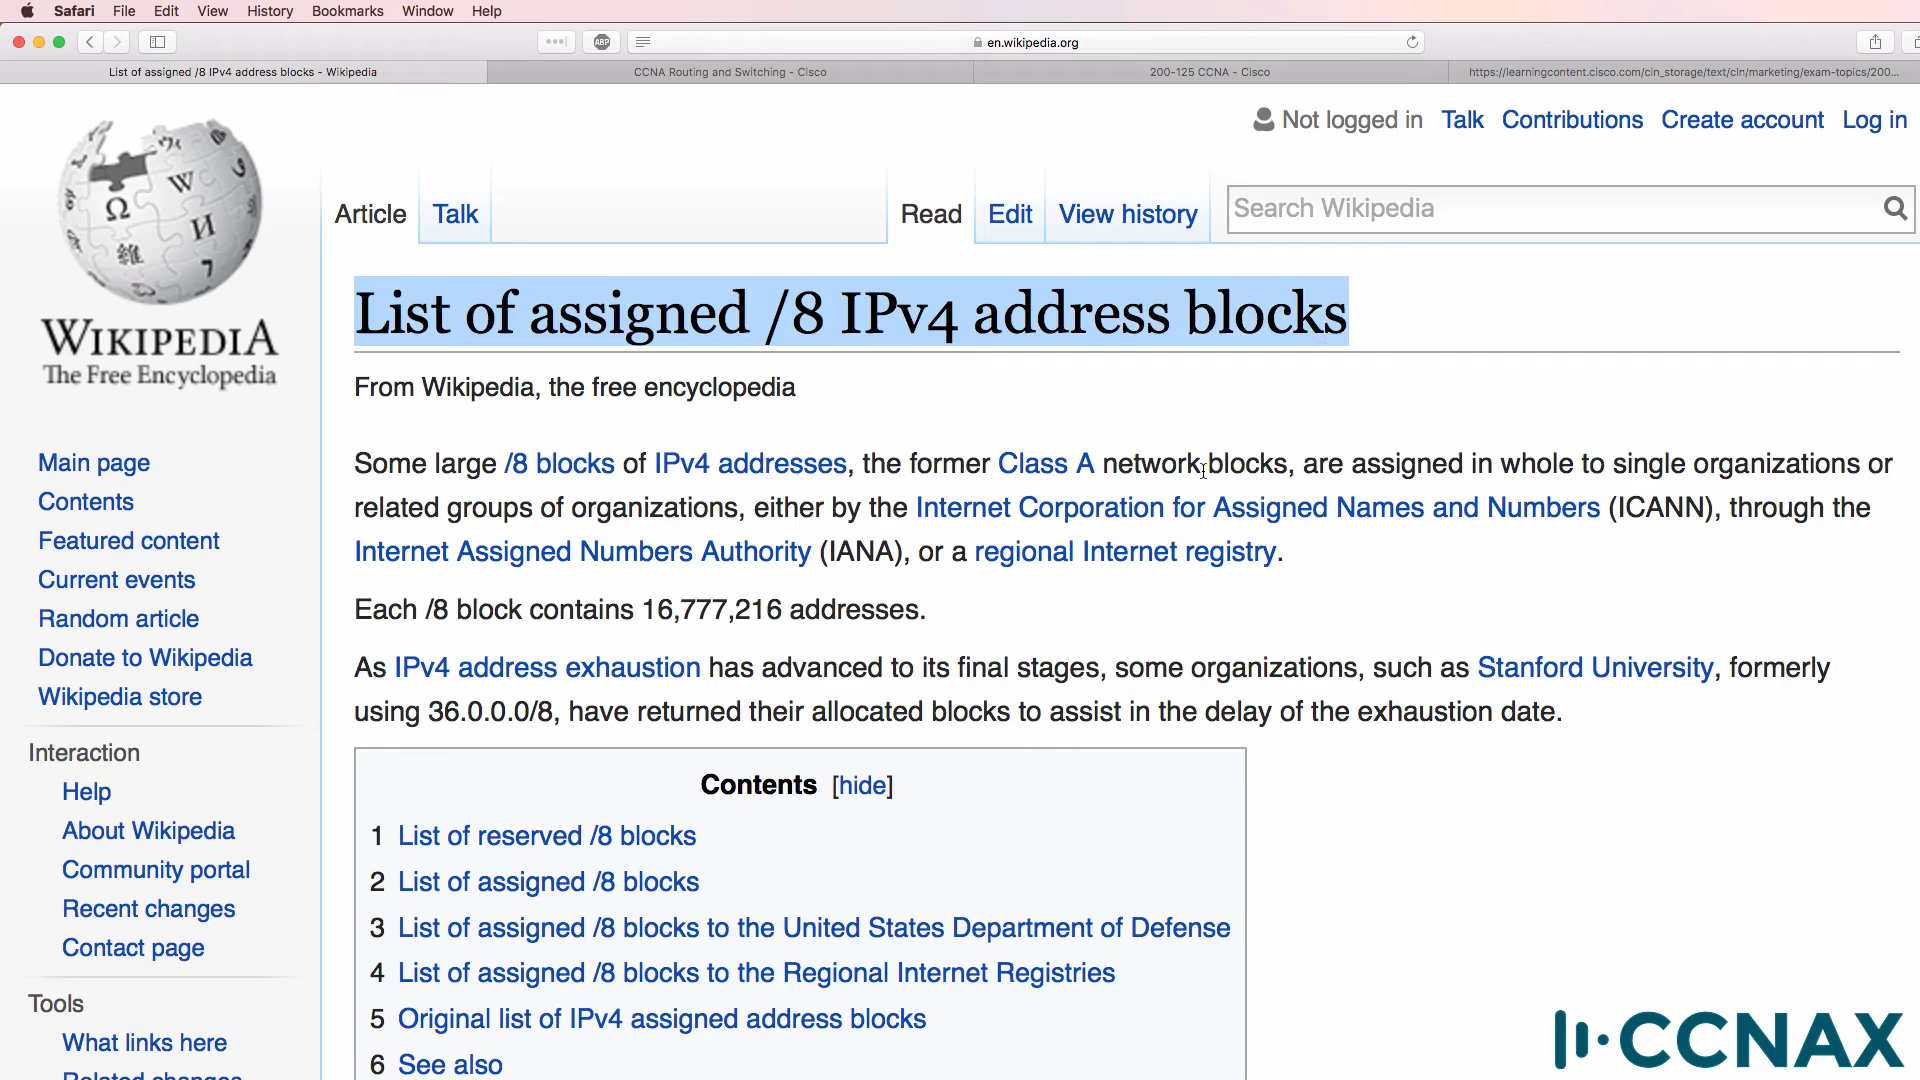 Safari File Edit View History Bookmarks Window Help
ABP en.wikipedia.org
List of assigned /8 IPv4 address blocks - Wikipedia CCNA Routing and Switching - Cisco 200-125 CCNA - Cisco https://learningcontent.cisco.com/cln_storage/text/cln/marketing/exam-topics/200...
Not logged in Talk Contributions Create account Log in
Article Talk Read Edit View history Search Wikipedia
WIKIPEDIA
The Free Encyclopedia
Main page
Contents
Featured content
Current events
Random article
Donate to Wikipedia
Wikipedia store
Interaction
Help
About Wikipedia
Community portal
Recent changes
Contact page
Tools
What links here
Related changes
List of assigned /8 IPv4 address blocks
From Wikipedia, the free encyclopedia
Some large /8 blocks of IPv4 addresses, the former Class A network blocks, are assigned in whole to single organizations or
related groups of organizations, either by the Internet Corporation for Assigned Names and Numbers (ICANN), through the
Internet Assigned Numbers Authority (IANA), or a regional Internet registry.
Each /8 block contains 16,777,216 addresses.
As IPv4 address exhaustion has advanced to its final stages, some organizations, such as Stanford University, formerly
using 36.0.0.0/8, have returned their allocated blocks to assist in the delay of the exhaustion date.
Contents [hide]
1 List of reserved /8 blocks
2 List of assigned /8 blocks
3 List of assigned /8 blocks to the United States Department of Defense
4 List of assigned /8 blocks to the Regional Internet Registries
5 Original list of IPv4 assigned address blocks
6 See also
CCNAX